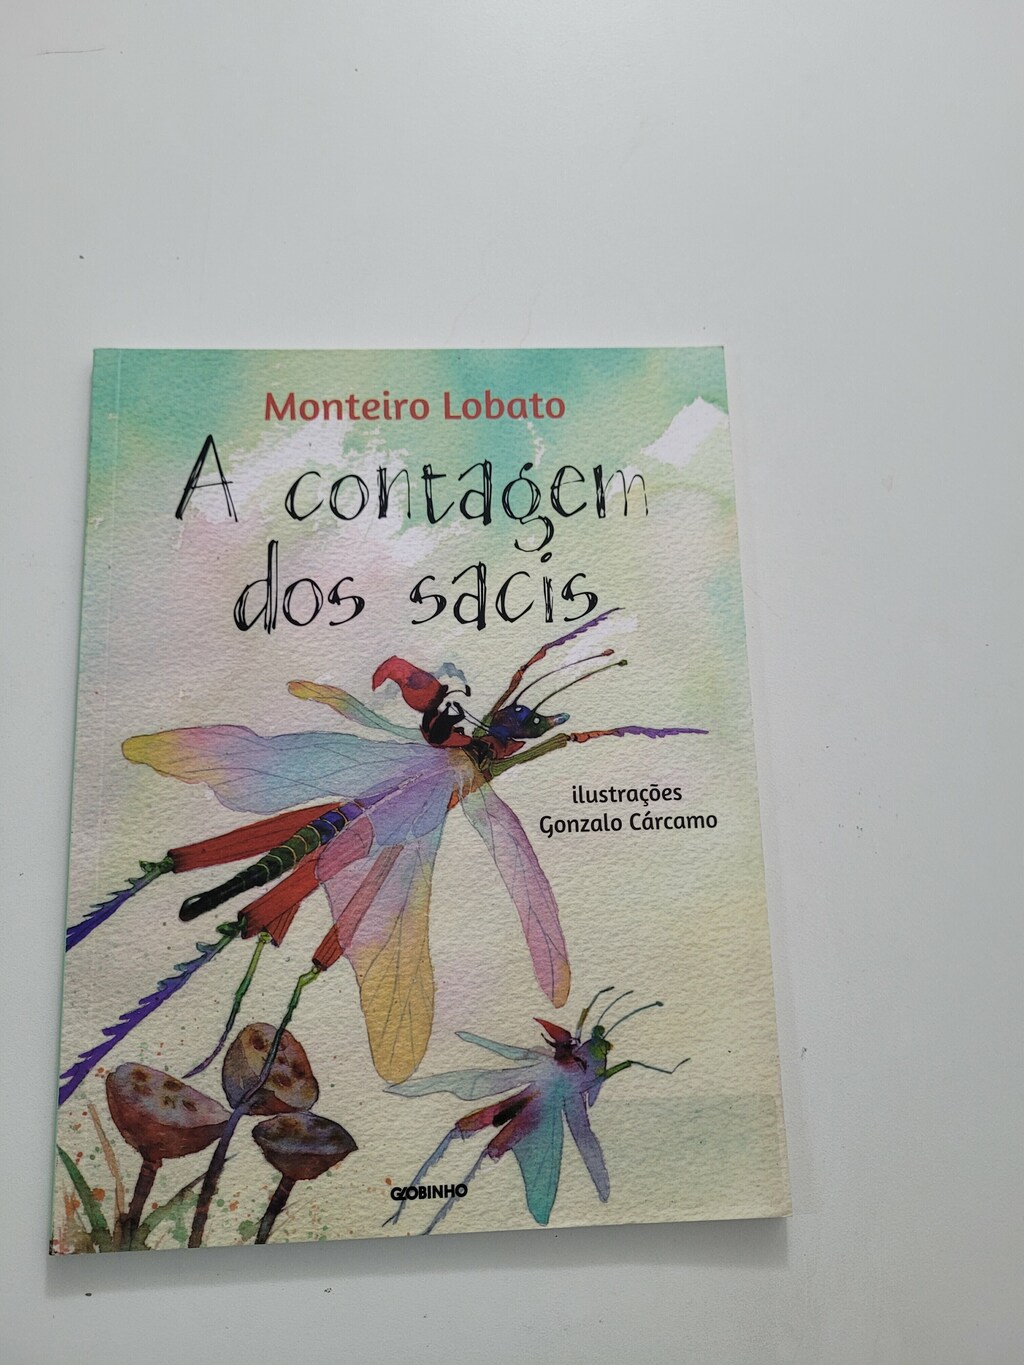 Monteiro Lobato
A contagem
dos sacis
ilustrações
Gonzalo Cárcamo
GLOBINHO